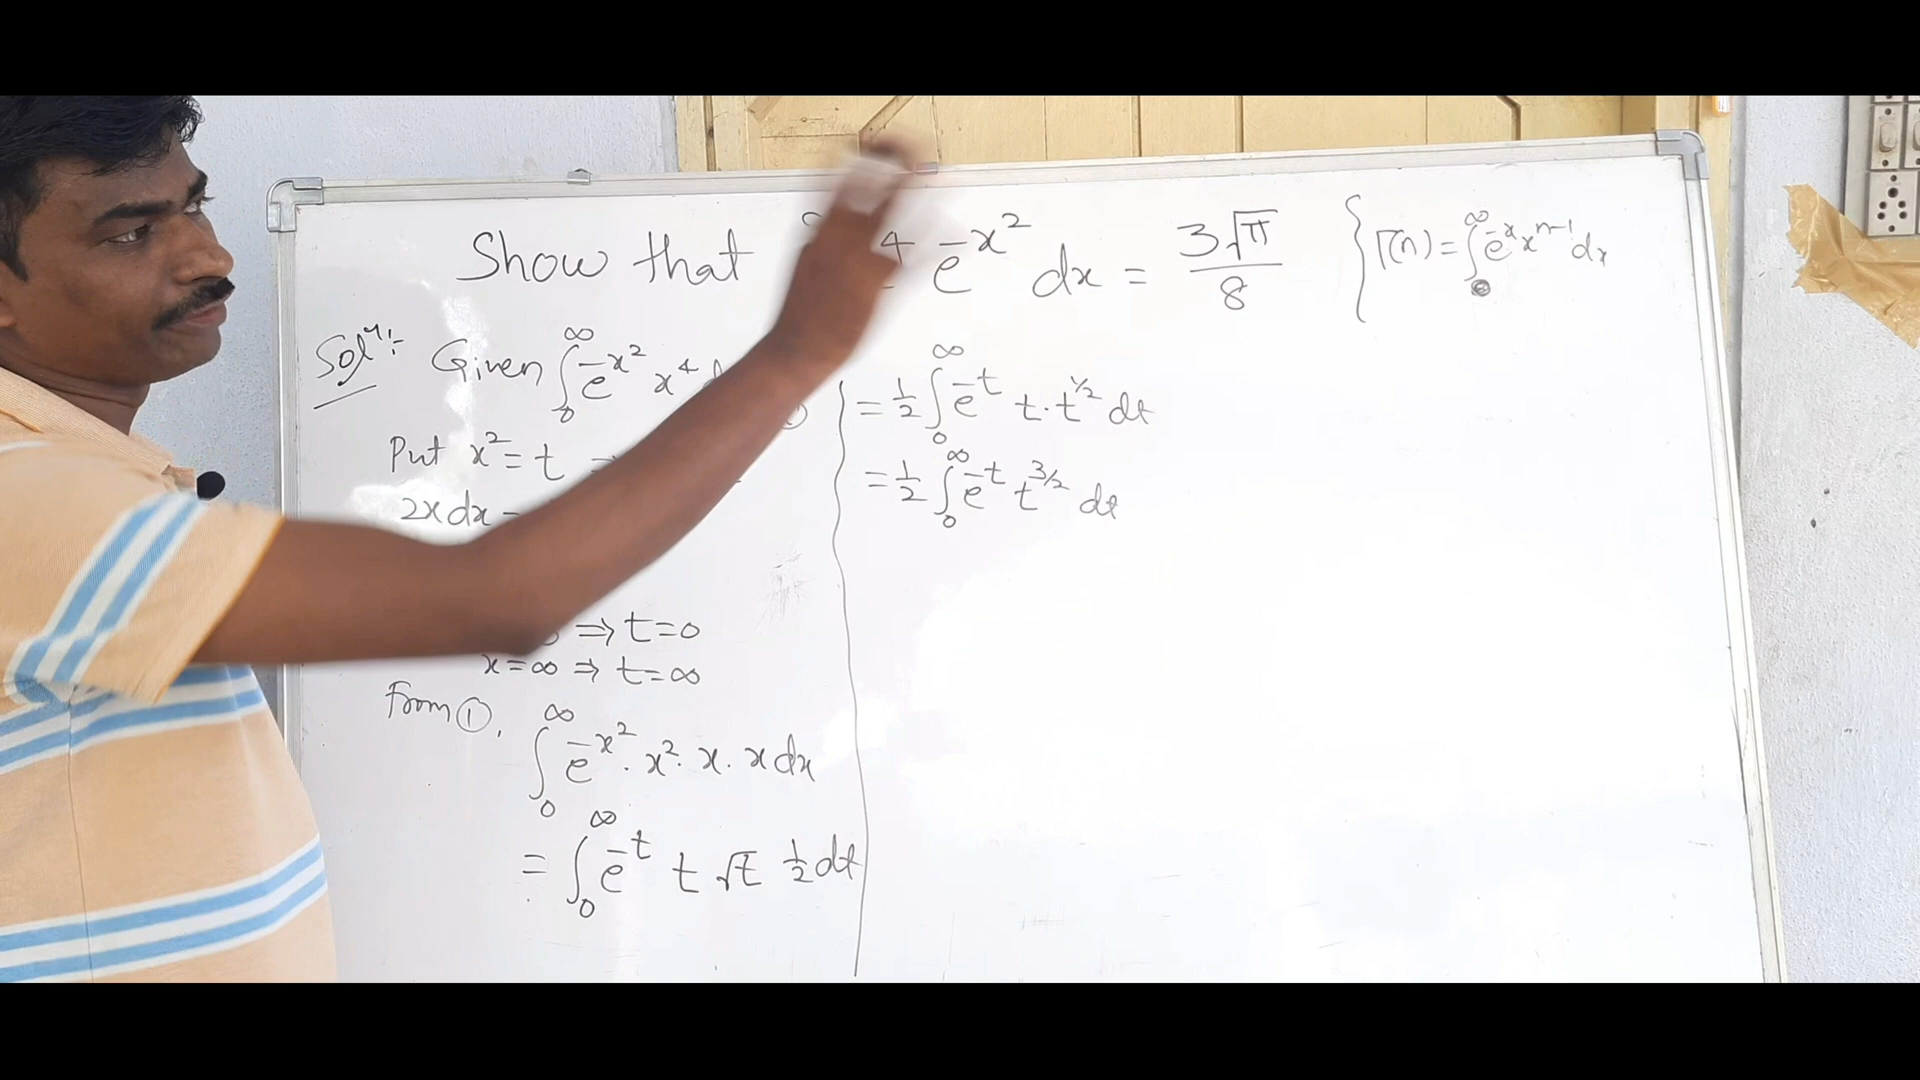 Show that 4 e^-x² dx = 3√π/8 { Γ(n) = ∫₀^∞ e^-x x^n-1 dx
Solⁿ:- Given ∫₀^∞ e^-x² x⁴
Put x² = t ⇒
2x dx =
⇒ t = 0
x = ∞ ⇒ t = ∞
From ①,
∫₀^∞ e^-x² . x² . x . x dx
= ∫₀^∞ e^-t t √t ½ dt
= ½ ∫₀^∞ e^-t t . t^½ dt
= ½ ∫₀^∞ e^-t t^3/2 dt